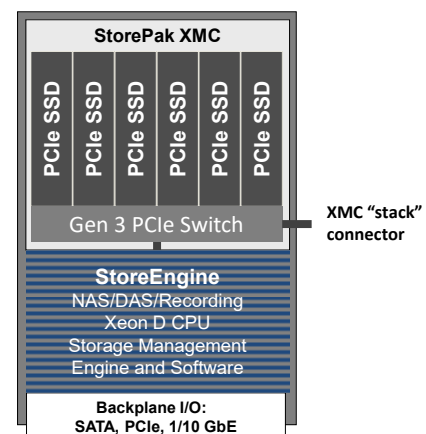 StorePak XMC
PCIe SSD
PCIe SSD
PCIe SSD
PCIe SSD
PCIe SSD
PCIe SSD
Gen 3 PCIe Switch
XMC “stack”
connector
StoreEngine
NAS/DAS/Recording
Xeon D CPU
Storage Management
Engine and Software
Backplane I/O:
SATA, PCIe, 1/10 GbE